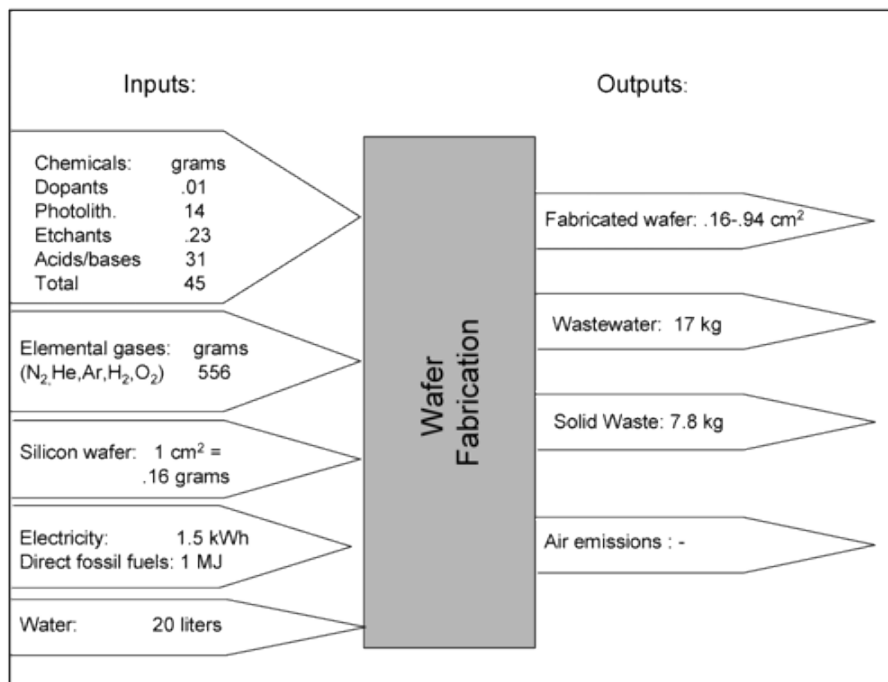 Inputs:
Outputs:
Chemicals: grams
Dopants .01
Photolith. 14
Etchants .23
Acids/bases 31
Total 45
Elemental gases: grams
(N₂,He,Ar,H₂,O₂) 556
Silicon wafer: 1 cm² =
.16 grams
Electricity: 1.5 kWh
Direct fossil fuels: 1 MJ
Water: 20 liters
Wafer
Fabrication
Fabricated wafer: .16-.94 cm²
Wastewater: 17 kg
Solid Waste: 7.8 kg
Air emissions : -